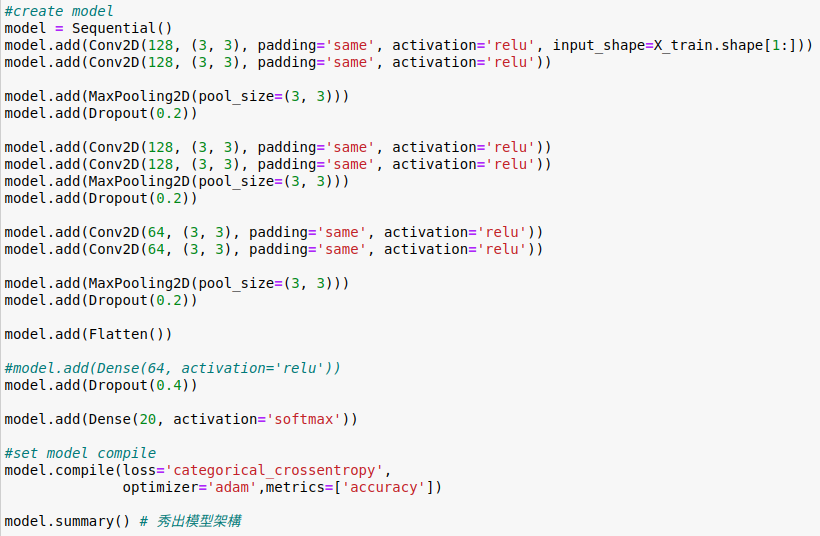 #create model
model = Sequential()
model.add(Conv2D(128, (3, 3), padding='same', activation='relu', input_shape=X_train.shape[1:]))
model.add(Conv2D(128, (3, 3), padding='same', activation='relu'))
model.add(MaxPooling2D(pool_size=(3, 3)))
model.add(Dropout(0.2))
model.add(Conv2D(128, (3, 3), padding='same', activation='relu'))
model.add(Conv2D(128, (3, 3), padding='same', activation='relu'))
model.add(MaxPooling2D(pool_size=(3, 3)))
model.add(Dropout(0.2))
model.add(Conv2D(64, (3, 3), padding='same', activation='relu'))
model.add(Conv2D(64, (3, 3), padding='same', activation='relu'))
model.add(MaxPooling2D(pool_size=(3, 3)))
model.add(Dropout(0.2))
model.add(Flatten())
#model.add(Dense(64, activation='relu'))
model.add(Dropout(0.4))
model.add(Dense(20, activation='softmax'))
#set model compile
model.compile(loss='categorical_crossentropy',
              optimizer='adam',metrics=['accuracy'])
model.summary() # 秀出模型架構